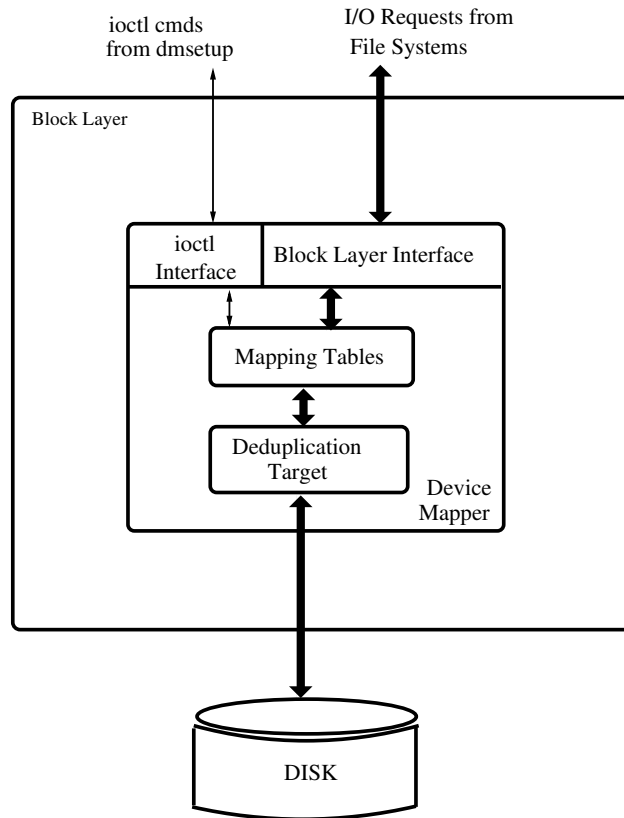 ioctl cmds
from dmsetup
I/O Requests from
File Systems
Block Layer
ioctl
Interface
Block Layer Interface
Mapping Tables
Deduplication
Target
Device
Mapper
DISK